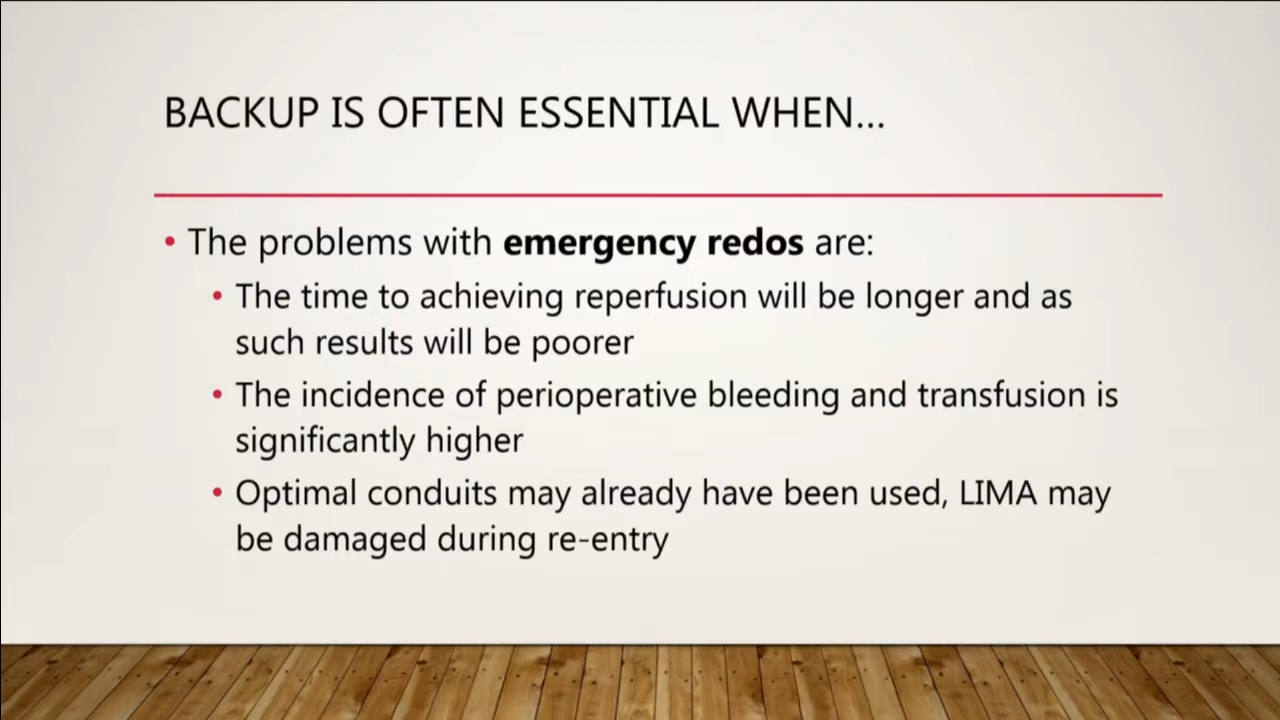 BACKUP IS OFTEN ESSENTIAL WHEN...
• The problems with emergency redos are:
• The time to achieving reperfusion will be longer and as
such results will be poorer
• The incidence of perioperative bleeding and transfusion is
significantly higher
• Optimal conduits may already have been used, LIMA may
be damaged during re-entry